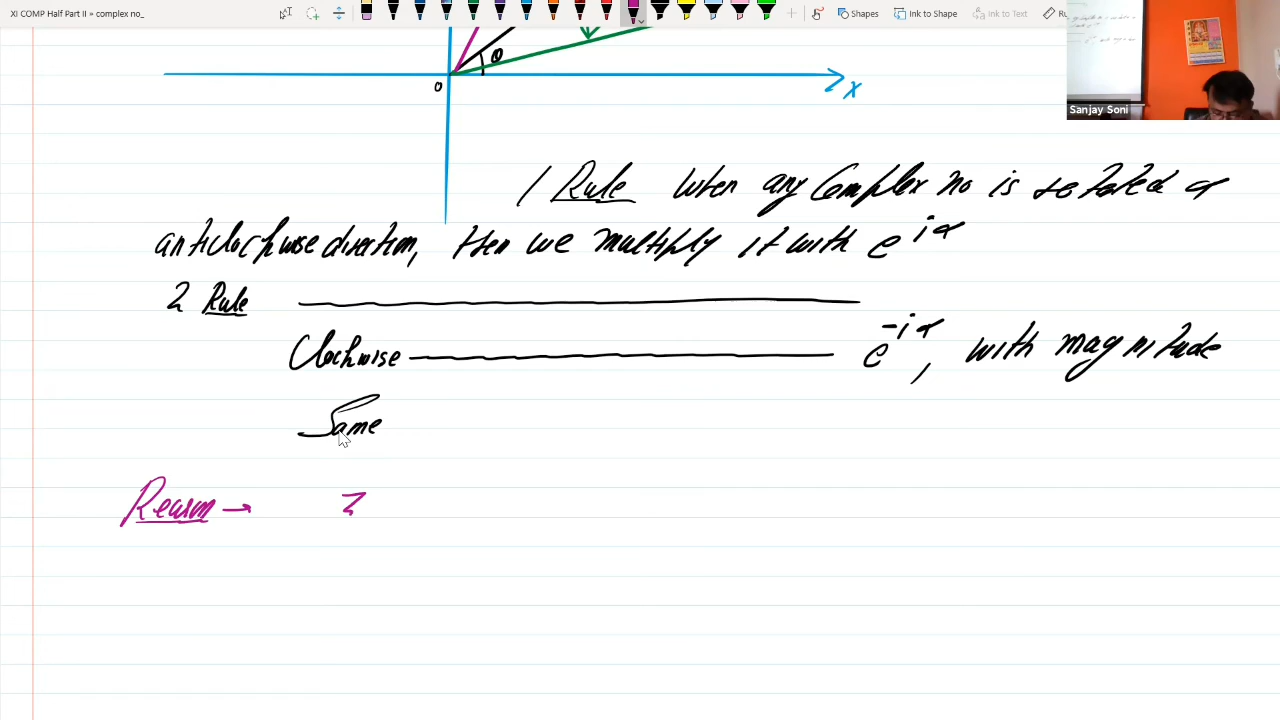 XI COMP Half Part II » complex no_
Shapes
Ink to Shape
Ink to Text
Sanjay Soni
θ
0
X
1 Rule When any Complex no is rotated α
anticlockwise direction, then we multiply it with e^{iα}
2 Rule
Clockwise e^{-iα}, with magnitude
Same
Reason → z